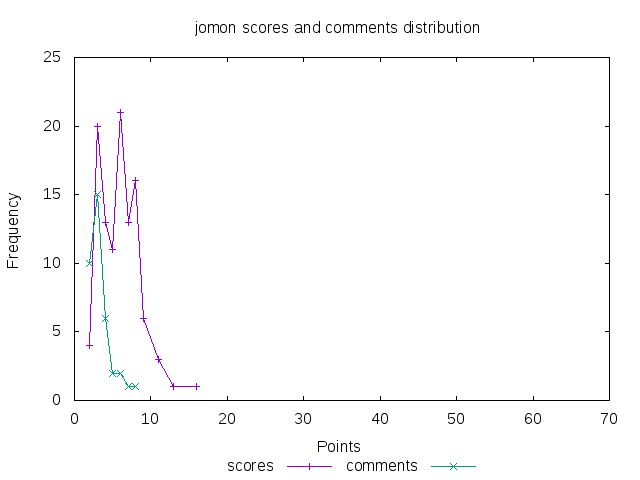 jomon scores and comments distribution
25
20
15
10
5
0
Frequency
0 10 20 30 40 50 60 70
Points
scores comments